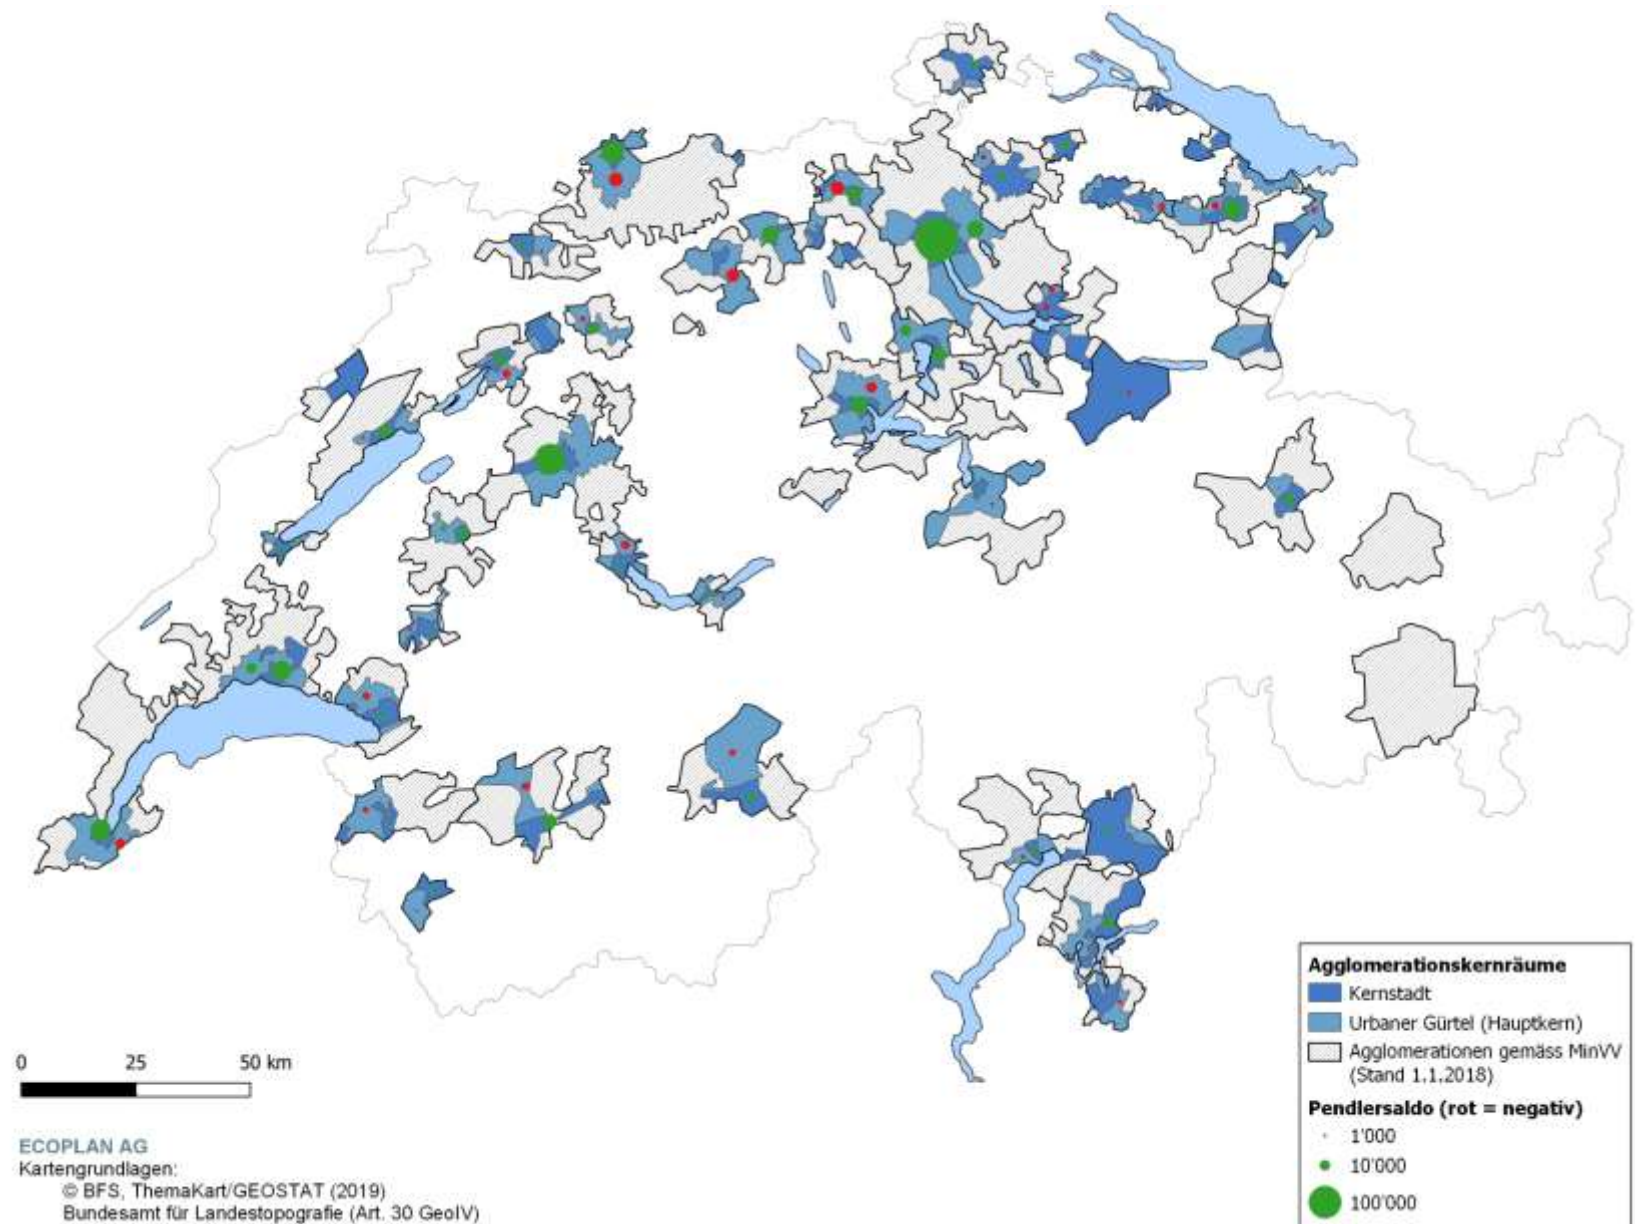 Agglomerationskernräume
Kernstadt
Urbaner Gürtel (Hauptkern)
Agglomerationen gemäss MinVV
(Stand 1.1.2018)
Pendlersaldo (rot = negativ)
1'000
10'000
100'000
0 25 50 km
ECOPLAN AG
Kartengrundlagen:
© BFS, ThemaKart/GEOSTAT (2019)
Bundesamt für Landestopografie (Art. 30 GeoIV)